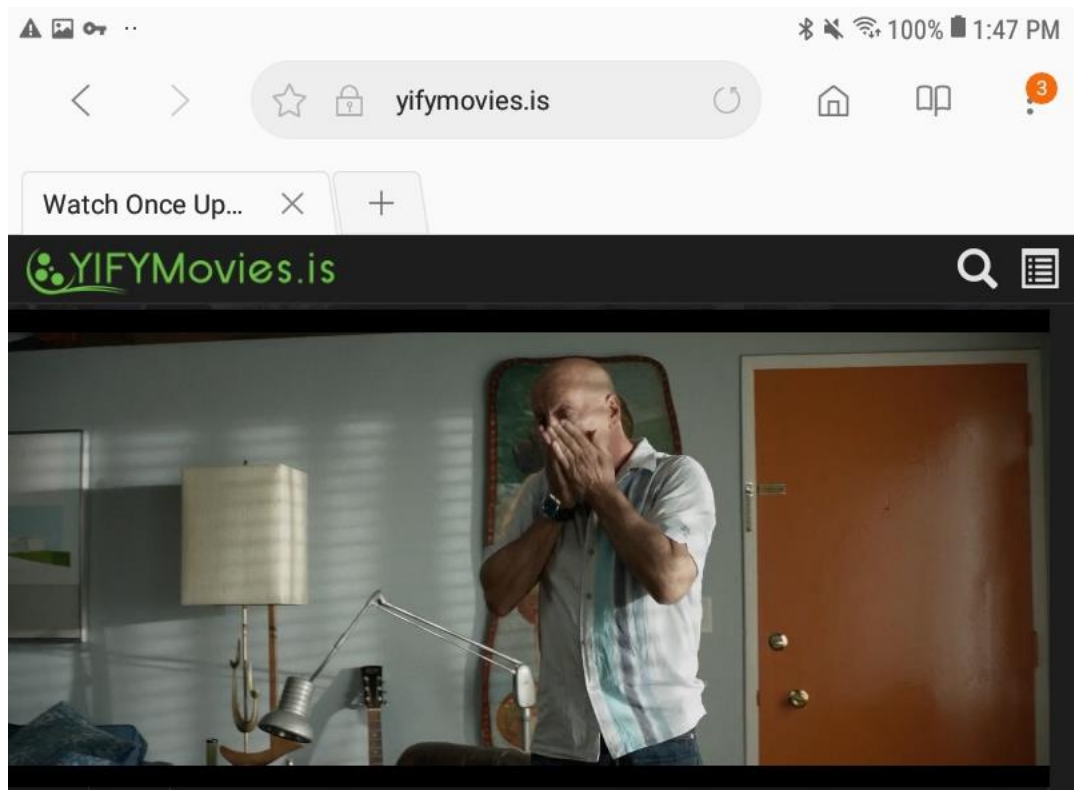 100% 1:47 PM
yifymovies.is
3
Watch Once Up...
YIFYMovies.is